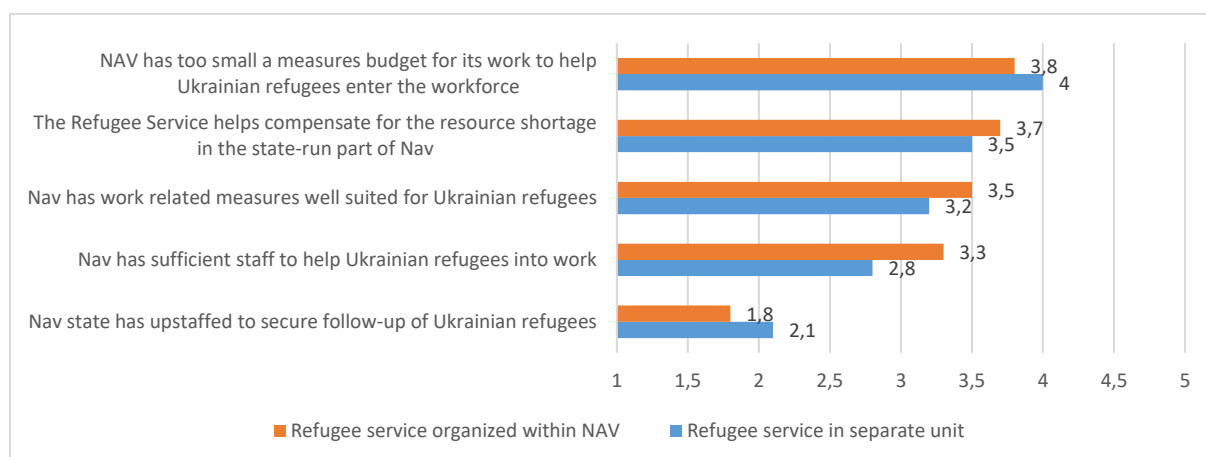 NAV has too small a measures budget for its work to help
Ukrainian refugees enter the workforce
3,8
4
The Refugee Service helps compensate for the resource shortage
in the state-run part of Nav
3,7
3,5
Nav has work related measures well suited for Ukrainian refugees
3,5
3,2
Nav has sufficient staff to help Ukrainian refugees into work
3,3
2,8
Nav state has upstaffed to secure follow-up of Ukrainian refugees
1,8
2,1
1 1,5 2 2,5 3 3,5 4 4,5 5
Refugee service organized within NAV Refugee service in separate unit